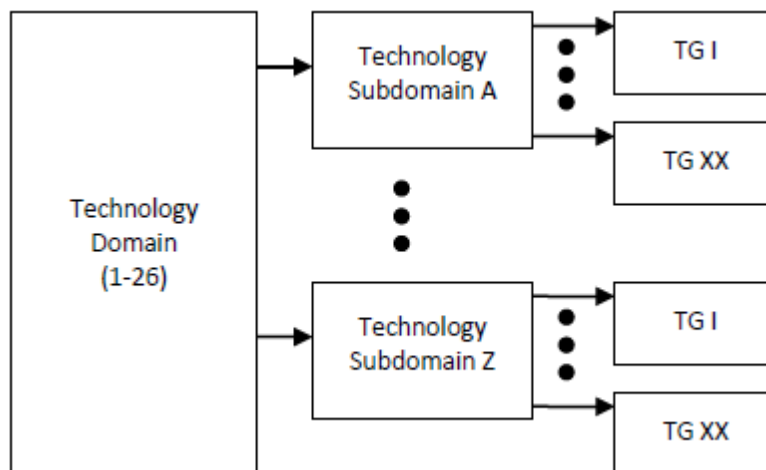 Technology
Domain
(1-26)
Technology
Subdomain A
TG I
TG XX
Technology
Subdomain Z
TG I
TG XX